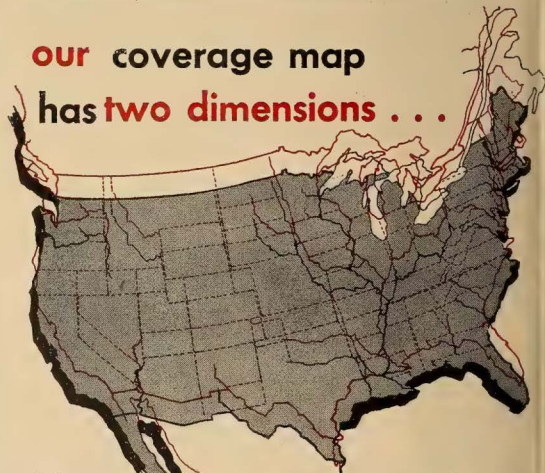 our coverage map
has two dimensions . . .